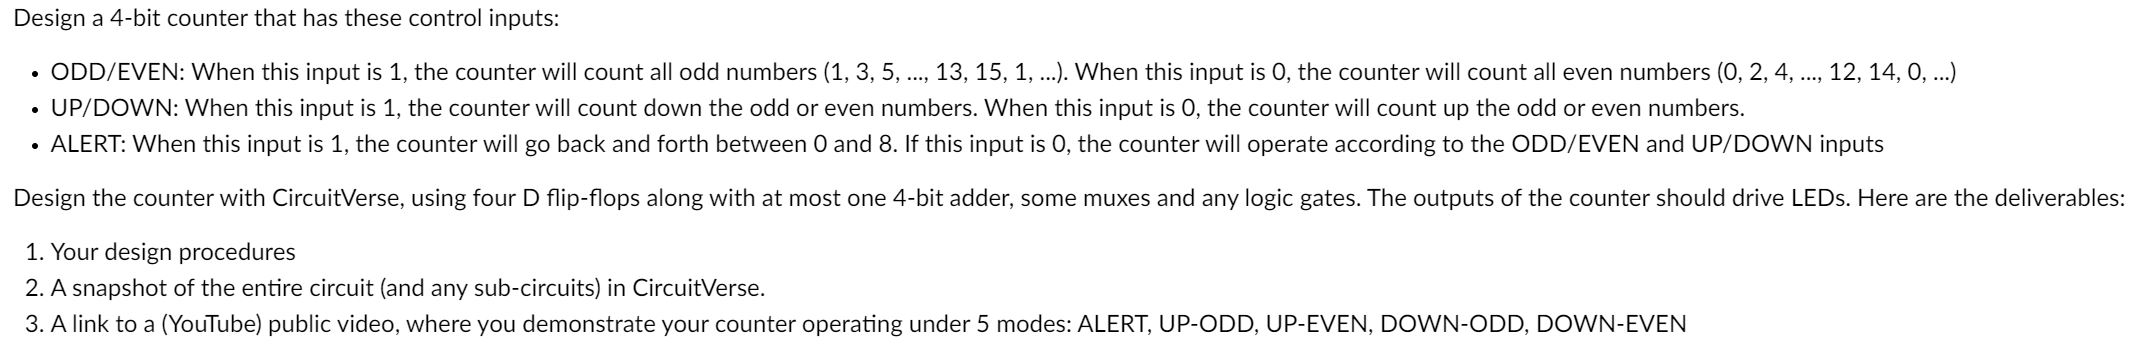 Design a 4-bit counter that has these control inputs:
• ODD/EVEN: When this input is 1, the counter will count all odd numbers (1, 3, 5, ..., 13, 15, 1, ...). When this input is 0, the counter will count all even numbers (0, 2, 4, ..., 12, 14, 0, ...)
• UP/DOWN: When this input is 1, the counter will count down the odd or even numbers. When this input is 0, the counter will count up the odd or even numbers.
• ALERT: When this input is 1, the counter will go back and forth between 0 and 8. If this input is 0, the counter will operate according to the ODD/EVEN and UP/DOWN inputs
Design the counter with CircuitVerse, using four D flip-flops along with at most one 4-bit adder, some muxes and any logic gates. The outputs of the counter should drive LEDs. Here are the deliverables:
1. Your design procedures
2. A snapshot of the entire circuit (and any sub-circuits) in CircuitVerse.
3. A link to a (YouTube) public video, where you demonstrate your counter operating under 5 modes: ALERT, UP-ODD, UP-EVEN, DOWN-ODD, DOWN-EVEN